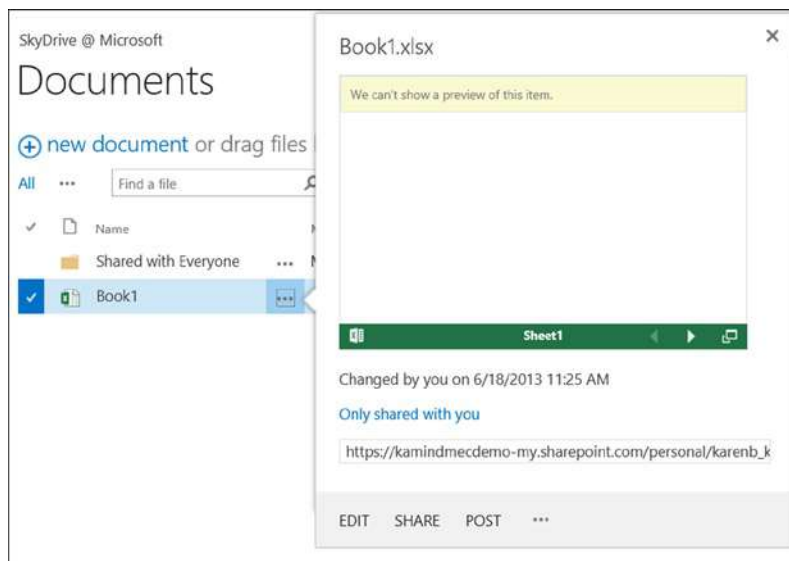 SkyDrive @ Microsoft
Documents
new document or drag files
All ••• Find a file
Name
Shared with Everyone •••
Book1 •••
Book1.xlsx
We can't show a preview of this item.
Sheet1
Changed by you on 6/18/2013 11:25 AM
Only shared with you
https://kamindmecdemo-my.sharepoint.com/personal/karenb_k
EDIT SHARE POST •••